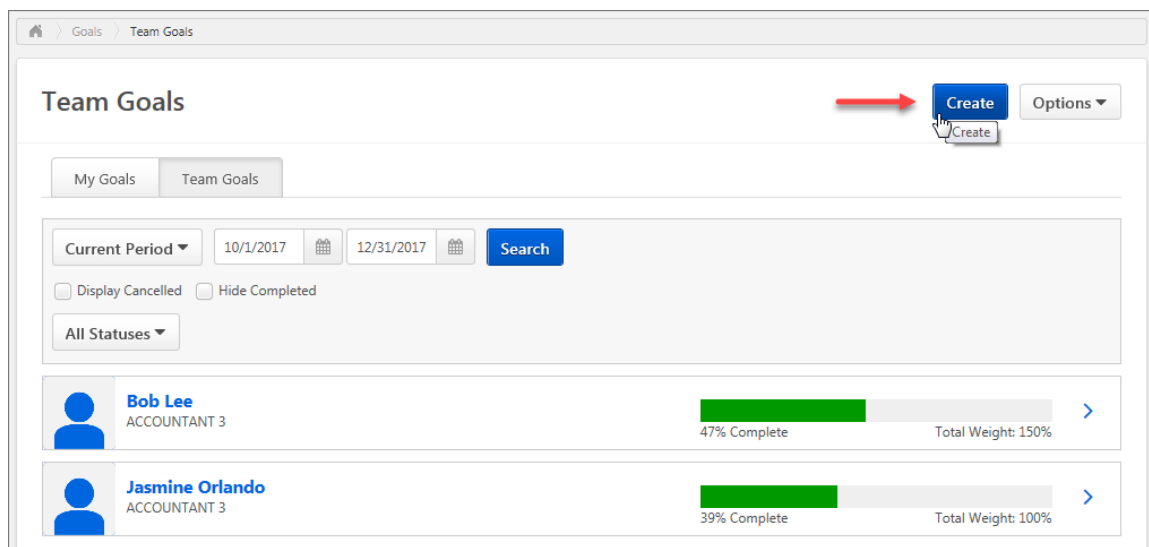 Goals Team Goals
Team Goals
Create
Options
Create
My Goals
Team Goals
Current Period
10/1/2017
12/31/2017
Search
Display Cancelled
Hide Completed
All Statuses
Bob Lee
ACCOUNTANT 3
47% Complete
Total Weight: 150%
Jasmine Orlando
ACCOUNTANT 3
39% Complete
Total Weight: 100%